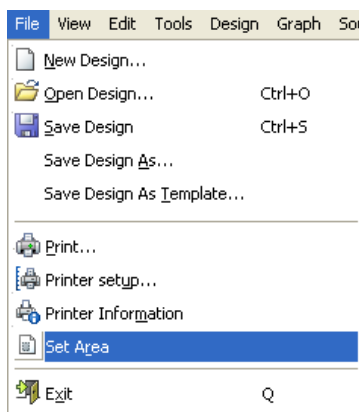 File View Edit Tools Design Graph Sou
New Design...
Open Design... Ctrl+O
Save Design Ctrl+S
Save Design As...
Save Design As Template...
Print...
Printer setup...
Printer Information
Set Area
Exit Q